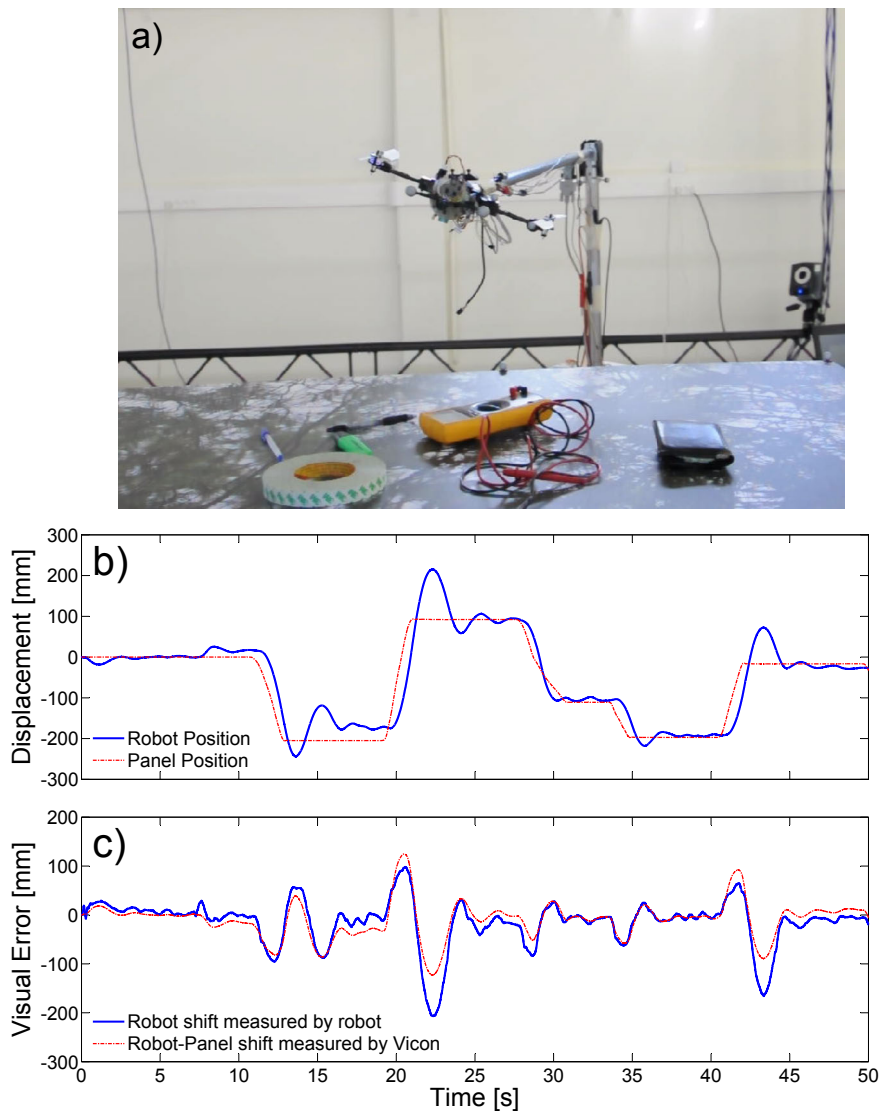 a)
b)
300
200
100
0
-100
-200
-300
Displacement [mm]
Robot Position
Panel Position
c)
200
100
0
-100
-200
-300
Visual Error [mm]
Robot shift measured by robot
Robot-Panel shift measured by Vicon
0 5 10 15 20 25 30 35 40 45 50
Time [s]